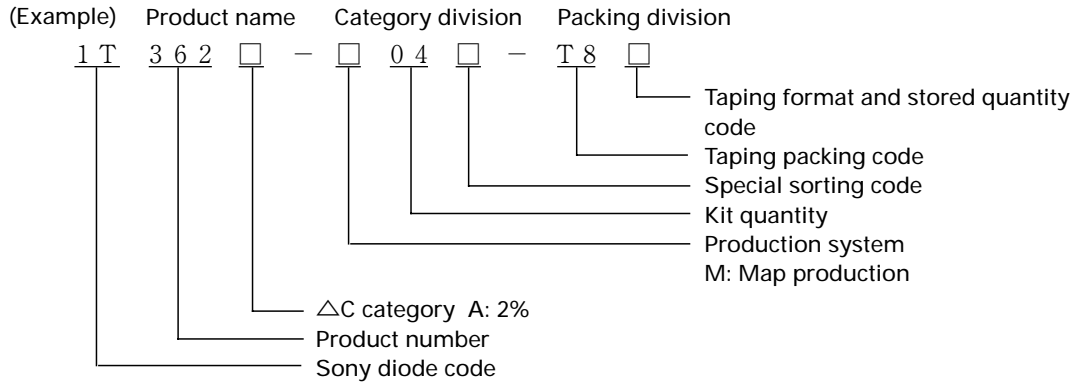 (Example) Product name Category division Packing division
1T 362□ - □04□ - T8□
Taping format and stored quantity
code
Taping packing code
Special sorting code
Kit quantity
Production system
M: Map production
△C category A: 2%
Product number
Sony diode code